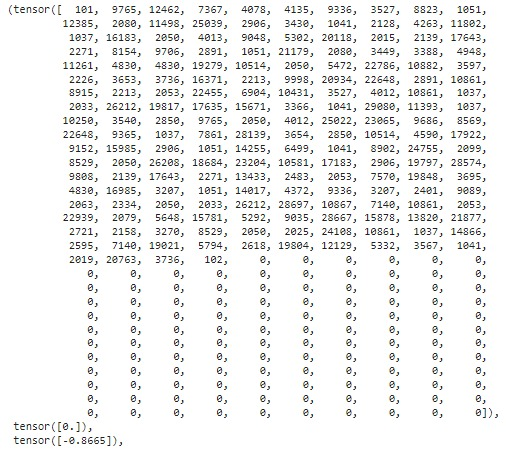 (tensor([ 101, 9765, 12462, 7367, 4078, 4135, 9336, 3527, 8823, 1051,
12385, 2080, 11498, 25039, 2906, 3430, 1041, 2128, 4263, 11802,
1037, 16183, 2050, 4013, 9048, 5302, 20118, 2015, 2139, 17643,
2271, 8154, 9706, 2891, 1051, 21179, 2080, 3449, 3388, 4948,
11261, 4830, 4830, 19279, 10514, 2050, 5472, 22786, 10882, 3597,
2226, 3653, 3736, 16371, 2213, 9998, 20934, 22648, 2891, 10861,
8915, 2213, 2053, 22455, 6904, 10431, 3527, 4012, 10861, 1037,
2033, 26212, 19817, 17635, 15671, 3366, 1041, 29080, 11393, 1037,
10250, 3540, 2850, 9765, 2050, 4012, 25022, 23065, 9686, 8569,
22648, 9365, 1037, 7861, 28139, 3654, 2850, 10514, 4590, 17922,
9152, 15985, 2906, 1051, 14255, 6499, 1041, 8902, 24755, 2099,
8529, 2050, 26208, 18684, 23204, 10581, 17183, 2906, 19797, 28574,
9808, 2139, 17643, 2271, 13433, 2483, 2053, 7570, 19848, 3695,
4830, 16985, 3207, 1051, 14017, 4372, 9336, 3207, 2401, 9089,
2063, 2334, 2050, 2033, 26212, 28697, 10867, 7140, 10861, 2053,
22939, 2079, 5648, 15781, 5292, 9035, 28667, 15878, 13820, 21877,
2721, 2158, 3270, 8529, 2050, 2025, 24108, 10861, 1037, 14866,
2595, 7140, 19021, 5794, 2618, 19804, 12129, 5332, 3567, 1041,
2019, 20763, 3736, 102, 0, 0, 0, 0, 0, 0,
0, 0, 0, 0, 0, 0, 0, 0, 0, 0,
0, 0, 0, 0, 0, 0, 0, 0, 0, 0,
0, 0, 0, 0, 0, 0, 0, 0, 0, 0,
0, 0, 0, 0, 0, 0, 0, 0, 0, 0,
0, 0, 0, 0, 0, 0, 0, 0, 0, 0,
0, 0, 0, 0, 0, 0, 0, 0, 0, 0,
0, 0, 0, 0, 0, 0, 0, 0, 0, 0,
0, 0, 0, 0, 0, 0, 0, 0, 0, 0,
0, 0, 0, 0, 0, 0, 0, 0, 0, 0,
0, 0, 0, 0, 0, 0, 0, 0, 0, 0,
0, 0, 0, 0, 0, 0, 0, 0, 0, 0]),
tensor([0.]),
tensor([-0.8665]),